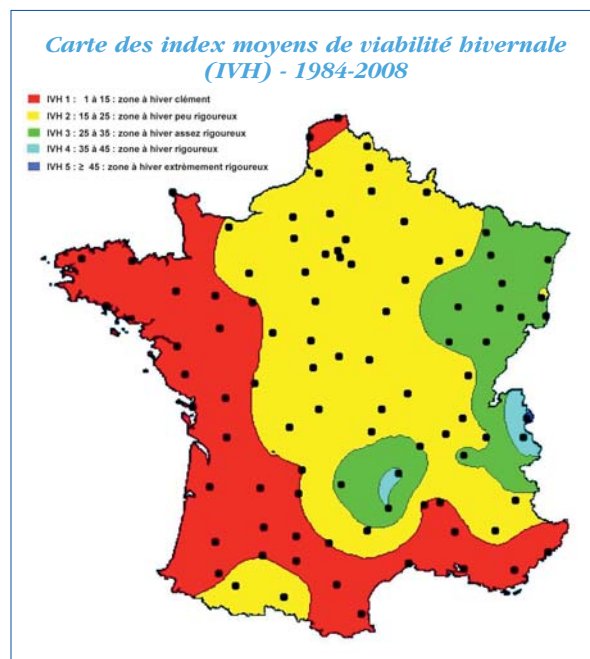 Carte des index moyens de viabilité hivernale
(IVH) - 1984-2008
IVH 1 : 1 à 15 : zone à hiver clément
IVH 2 : 15 à 25 : zone à hiver peu rigoureux
IVH 3 : 25 à 35 : zone à hiver assez rigoureux
IVH 4 : 35 à 45 : zone à hiver rigoureux
IVH 5 : ≥ 45 : zone à hiver extrèmement rigoureux